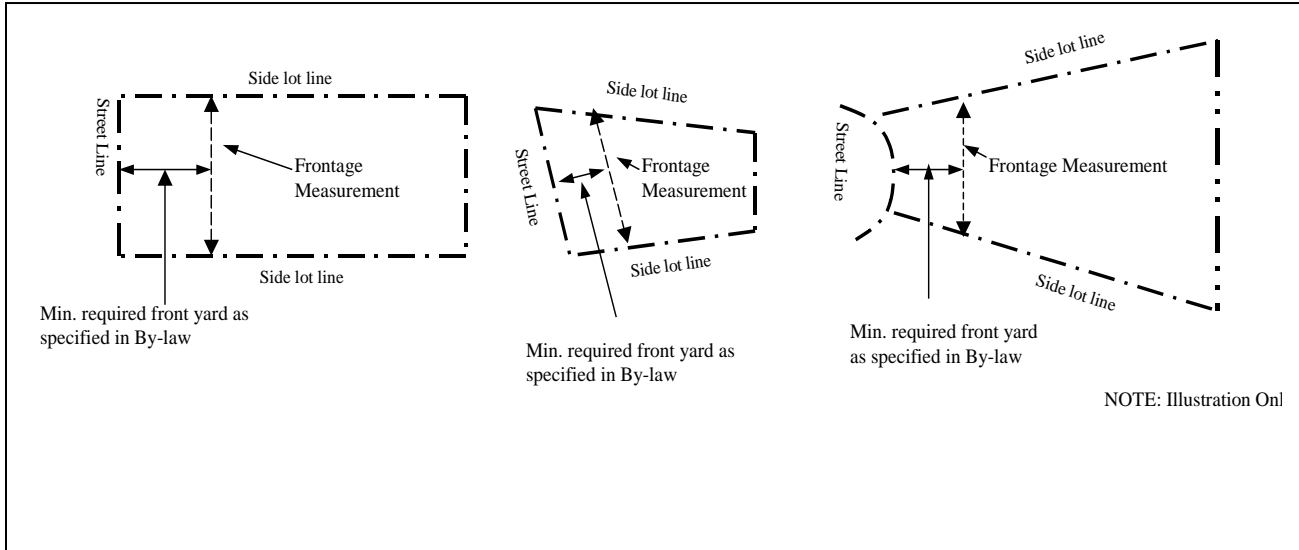 Side lot line
Street Line
Frontage
Measurement
Side lot line
Min. required front yard as
specified in By-law
Side lot line
Street Line
Frontage
Measurement
Side lot line
Min. required front yard as
specified in By-law
Side lot line
Street Line
Frontage Measurement
Side lot line
Min. required front yard
as specified in By-law
NOTE: Illustration Onl